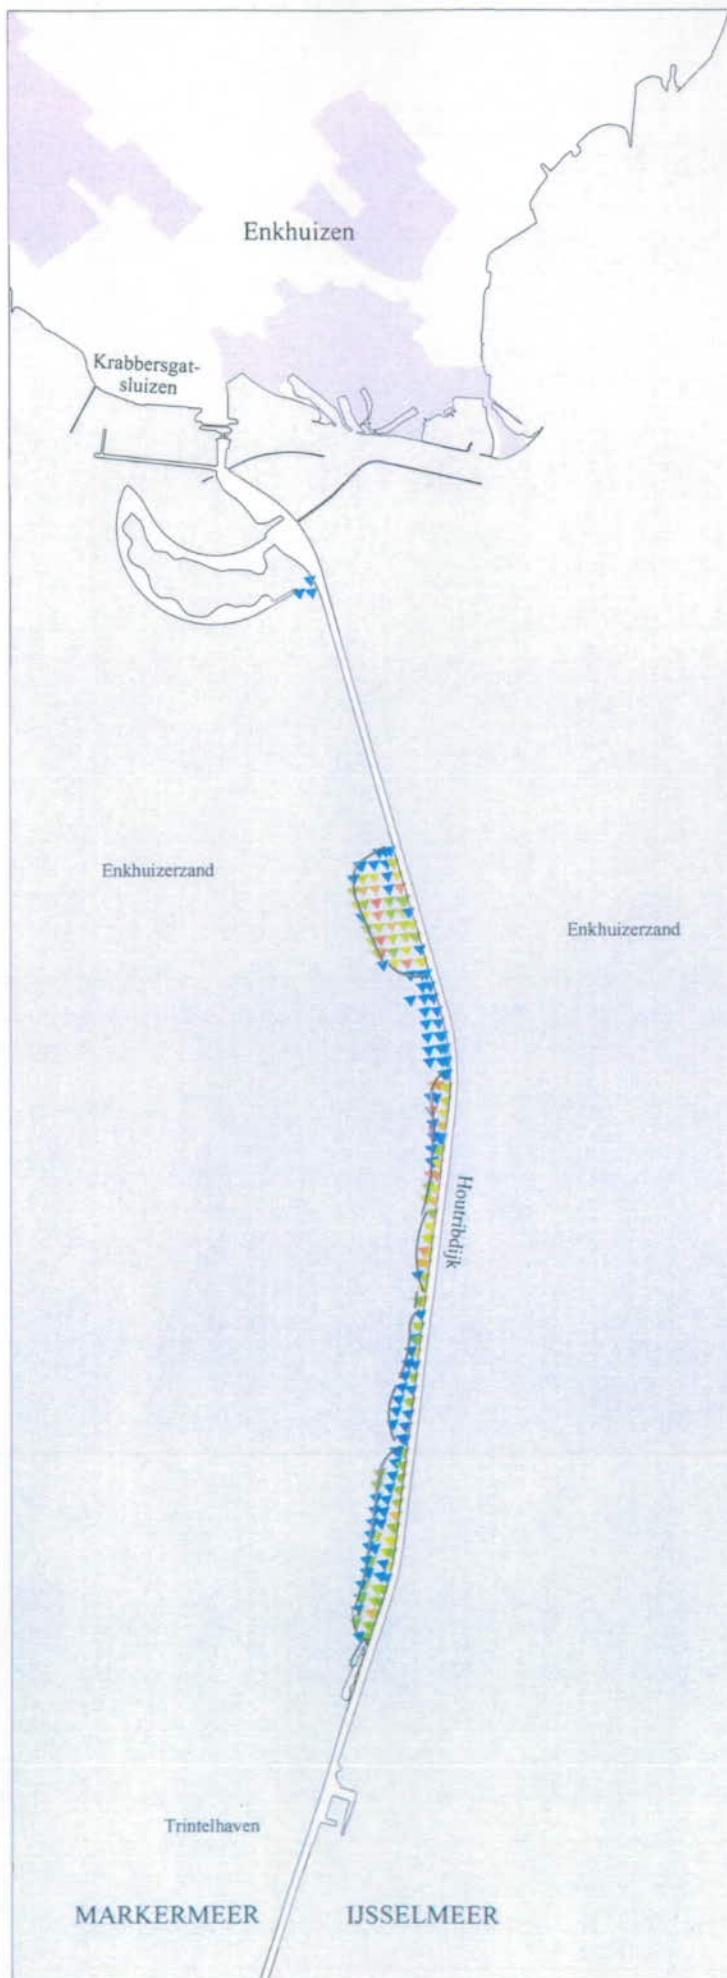 Enkhuizen
Krabbersgat-
sluizen
Enkhuizerzand
Enkhuizerzand
Houtribdijk
Trintelhaven
MARKERMEER
IJSSELMEER